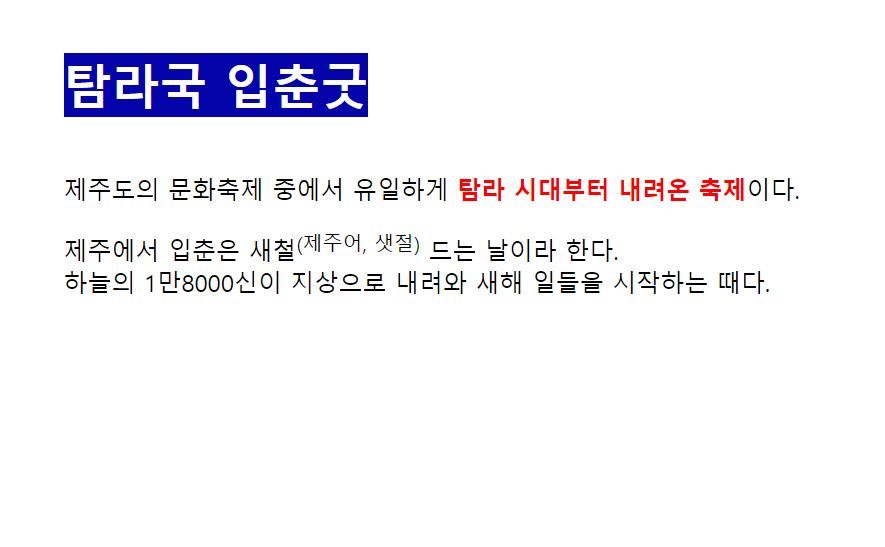 탐라국 입춘굿
제주도의 문화축제 중에서 유일하게 탐라 시대부터 내려온 축제이다.
제주에서 입춘은 새철(제주어, 샛절) 드는 날이라 한다.
하늘의 1만8000신이 지상으로 내려와 새해 일들을 시작하는 때다.